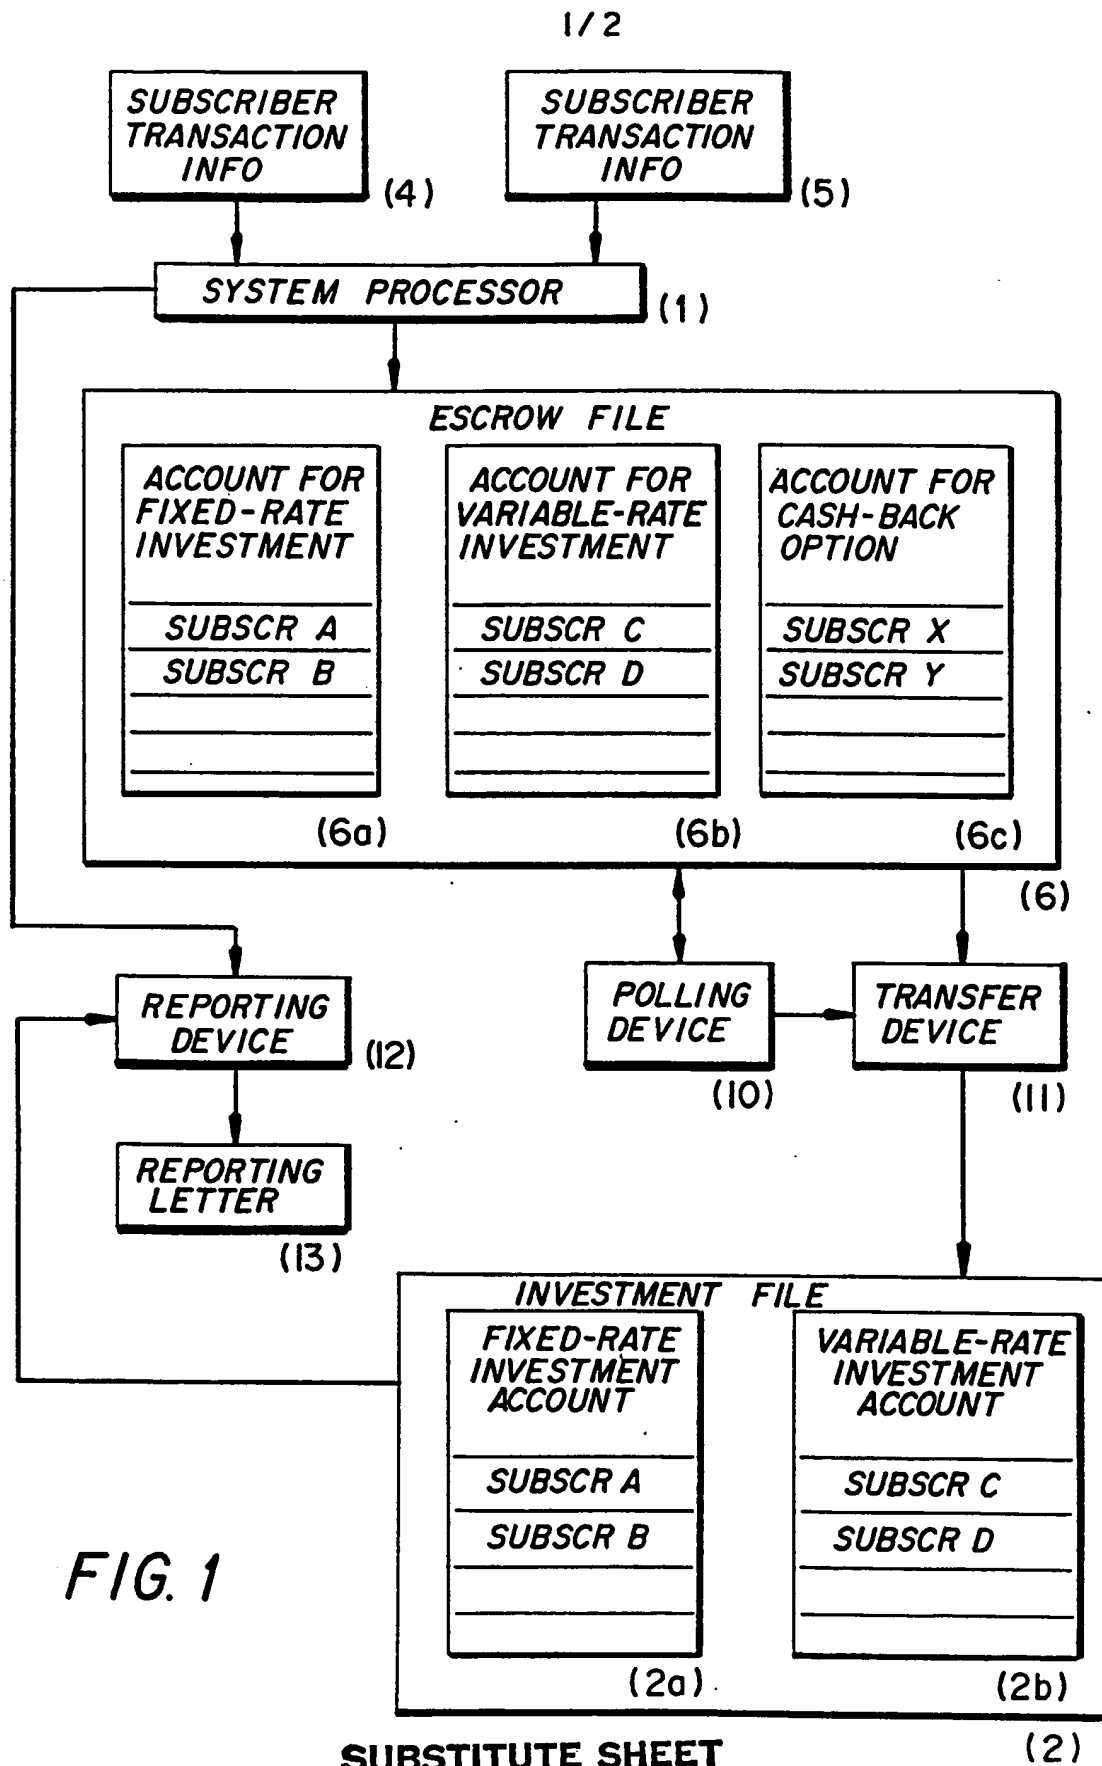 1/2
SUBSCRIBER
TRANSACTION
INFO
(4)
SUBSCRIBER
TRANSACTION
INFO
(5)
SYSTEM PROCESSOR
(1)
ESCROW FILE
ACCOUNT FOR
FIXED-RATE
INVESTMENT
SUBSCR A
SUBSCR B
(6a)
ACCOUNT FOR
VARIABLE-RATE
INVESTMENT
SUBSCR C
SUBSCR D
(6b)
ACCOUNT FOR
CASH-BACK
OPTION
SUBSCR X
SUBSCR Y
(6c)
(6)
REPORTING
DEVICE
(12)
POLLING
DEVICE
(10)
TRANSFER
DEVICE
(11)
REPORTING
LETTER
(13)
INVESTMENT FILE
FIXED-RATE
INVESTMENT
ACCOUNT
SUBSCR A
SUBSCR B
(2a)
VARIABLE-RATE
INVESTMENT
ACCOUNT
SUBSCR C
SUBSCR D
(2b)
(2)
FIG. 1
SUBSTITUTE SHEET